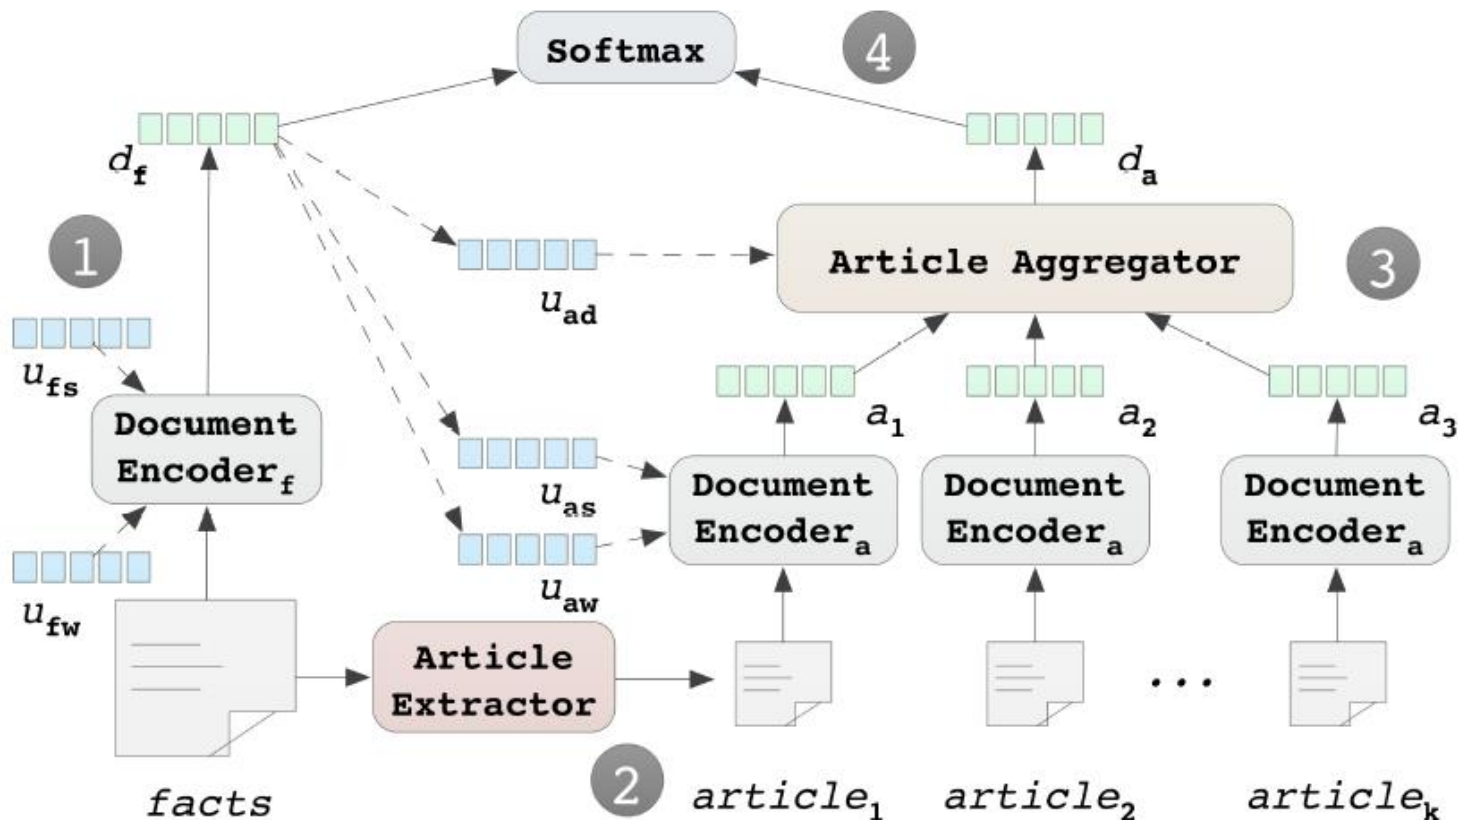 Softmax
4
d_f
d_a
1
u_ad
Article Aggregator
3
u_fs
Document
Encoder_f
a_1
a_2
a_3
u_as
Document
Encoder_a
Document
Encoder_a
Document
Encoder_a
u_fw
u_aw
Article
Extractor
...
2
facts
article_1
article_2
article_k